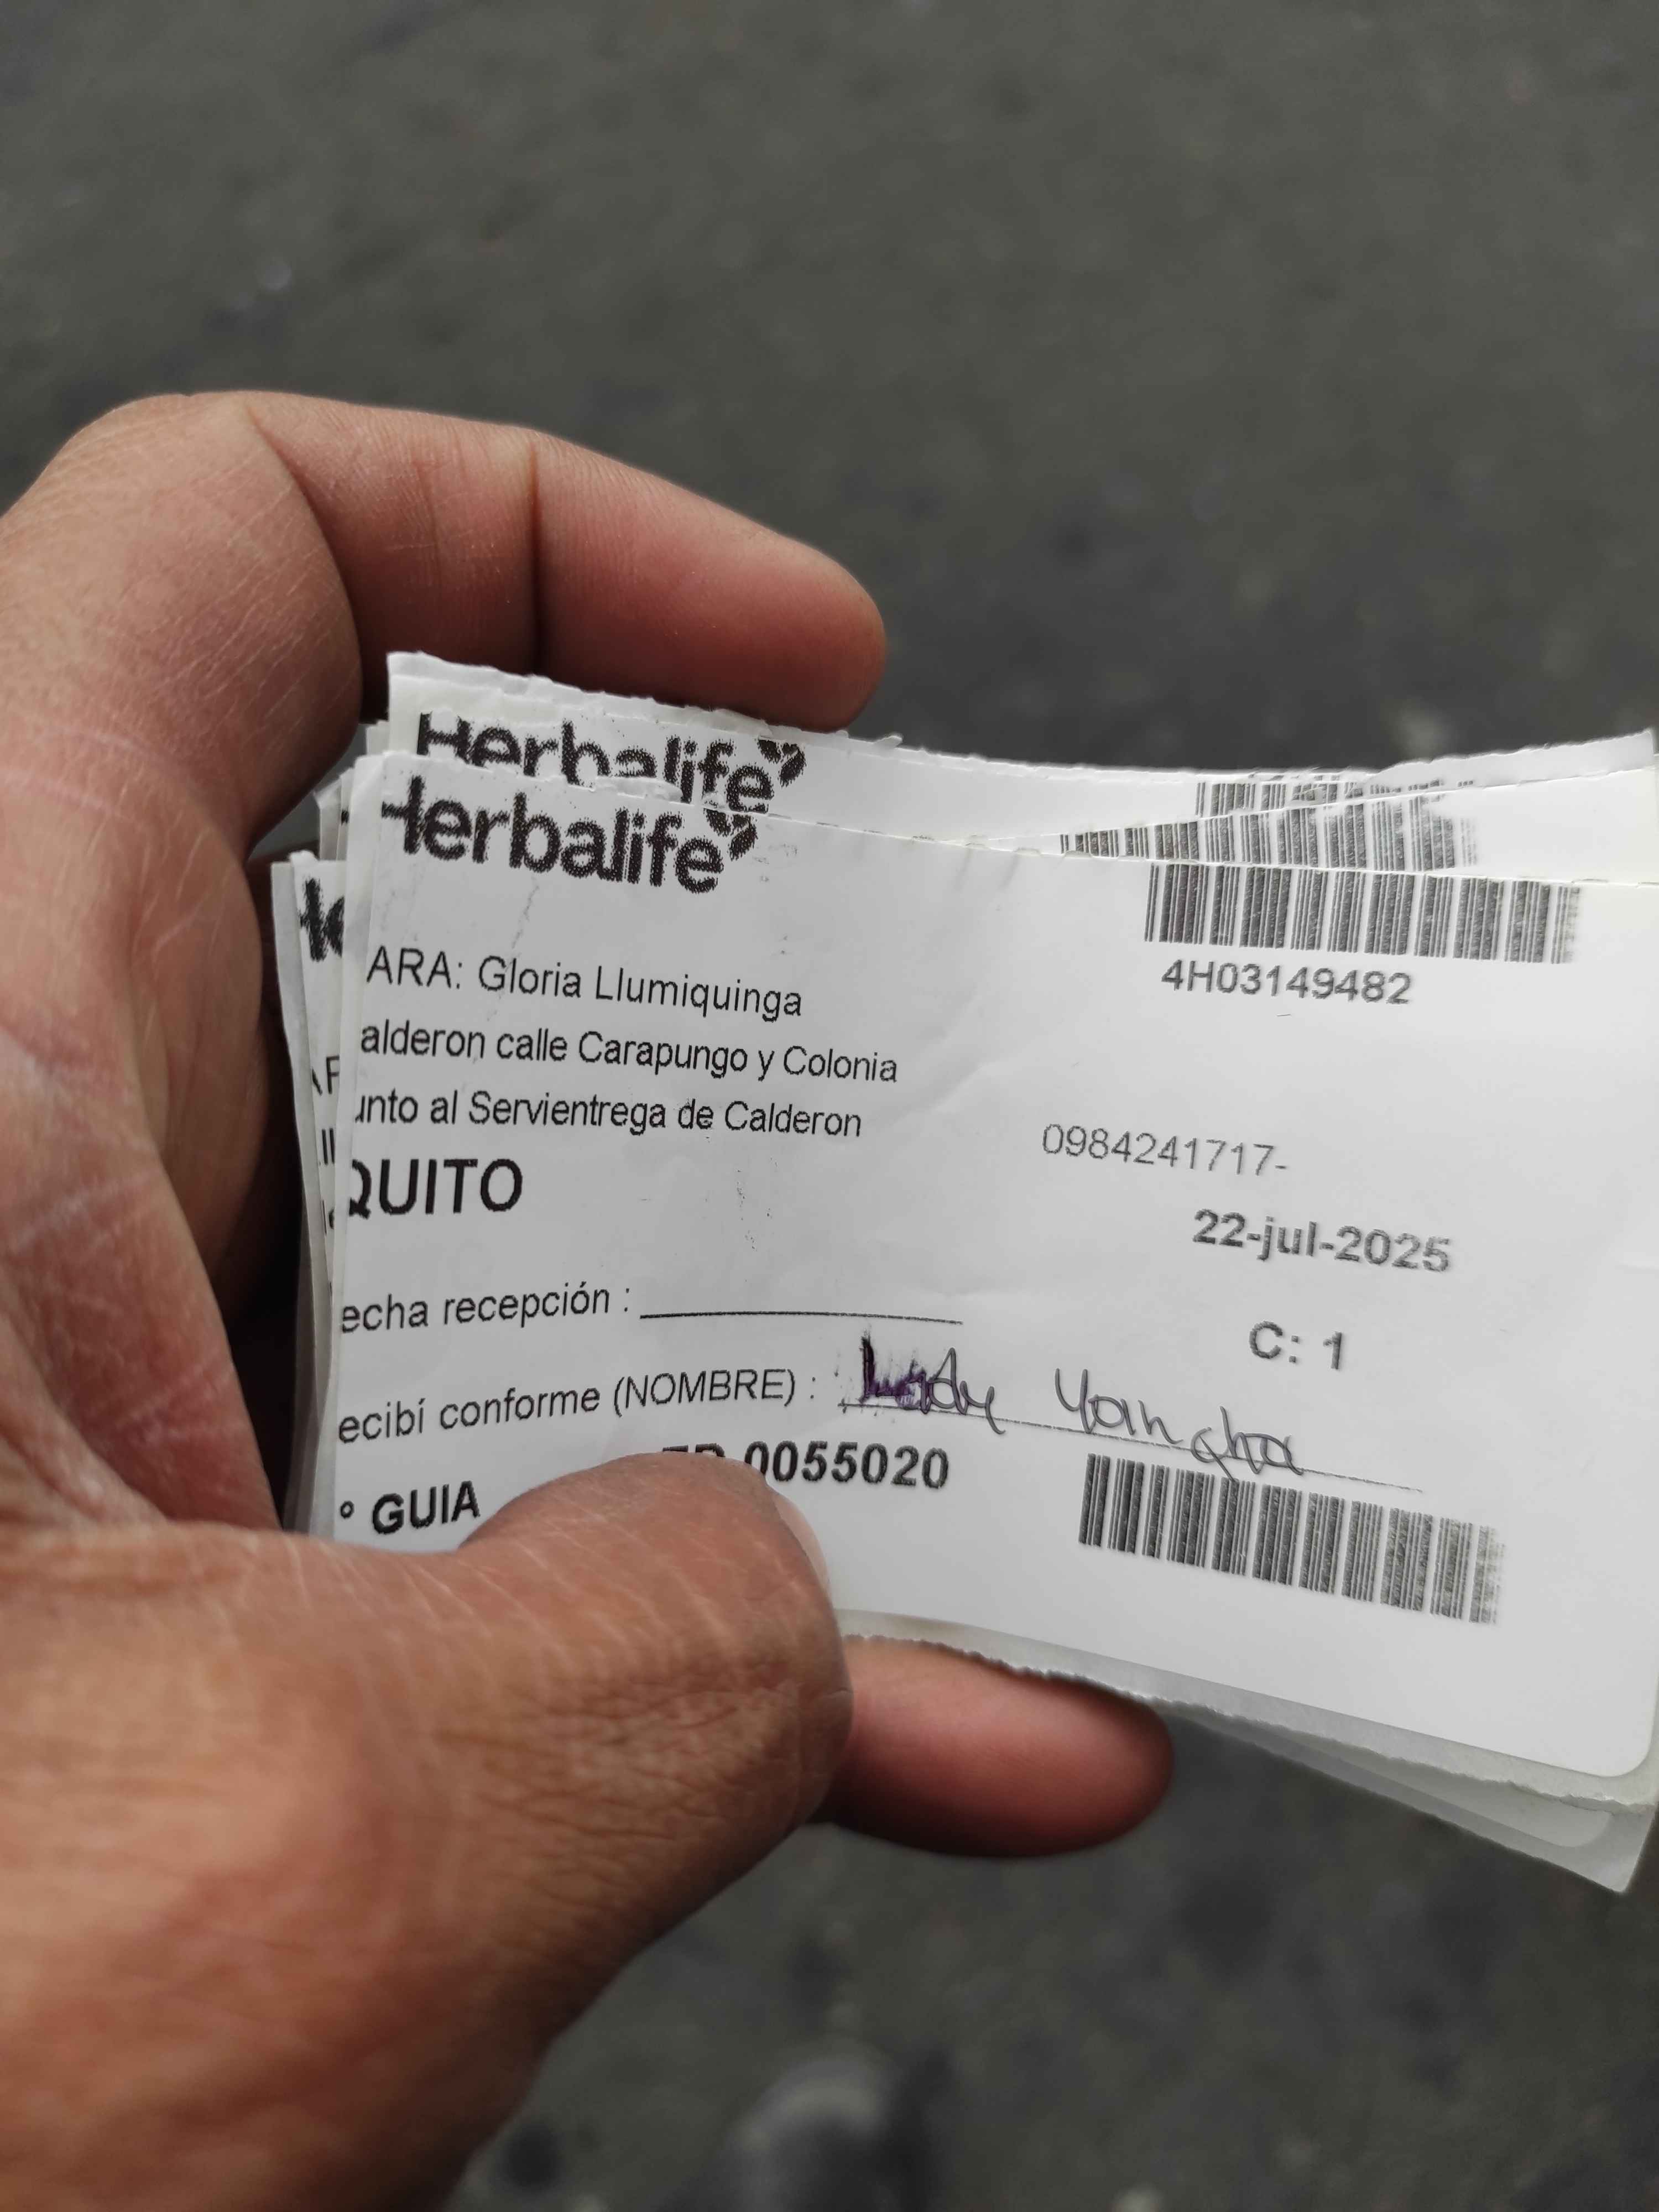 Herbalife
Herbalife
ARA: Gloria Llumiquinga
4H03149482
alderon calle Carapungo y Colonia
unto al Servientrega de Calderon
0984241717-
QUITO
22-jul-2025
echa recepción :
C: 1
ecibí conforme (NOMBRE) :
0055020
° GUIA